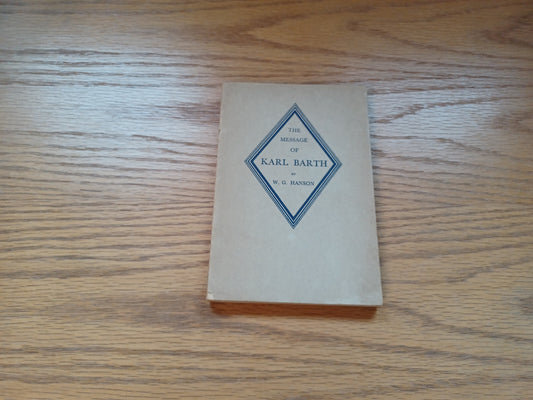 THE
MESSAGE
OF
KARL BARTH
BY
W. G. HANSON